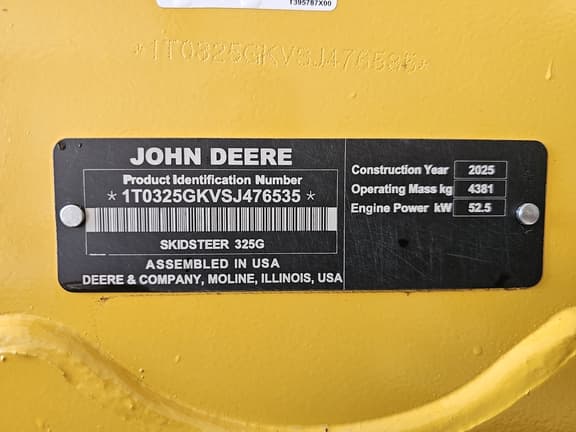 T395787X00
*1T0325GKVSJ476535*
JOHN DEERE
Product Identification Number
*1T0325GKVSJ476535*
SKIDSTEER 325G
ASSEMBLED IN USA
DEERE & COMPANY, MOLINE, ILLINOIS, USA
Construction Year 2025
Operating Mass kg 4381
Engine Power kW 52.5